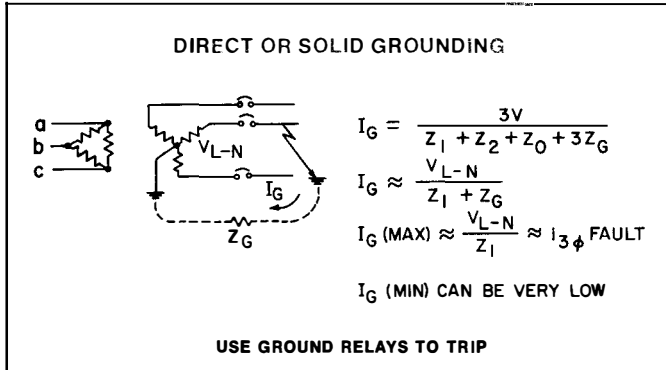 DIRECT OR SOLID GROUNDING
a
b
c
V_L-N
I_G
Z_G
I_G = 3V / (Z_1 + Z_2 + Z_0 + 3Z_G)
I_G ≈ V_L-N / (Z_1 + Z_G)
I_G (MAX) ≈ V_L-N / Z_1 ≈ i_3ϕ FAULT
I_G (MIN) CAN BE VERY LOW
USE GROUND RELAYS TO TRIP